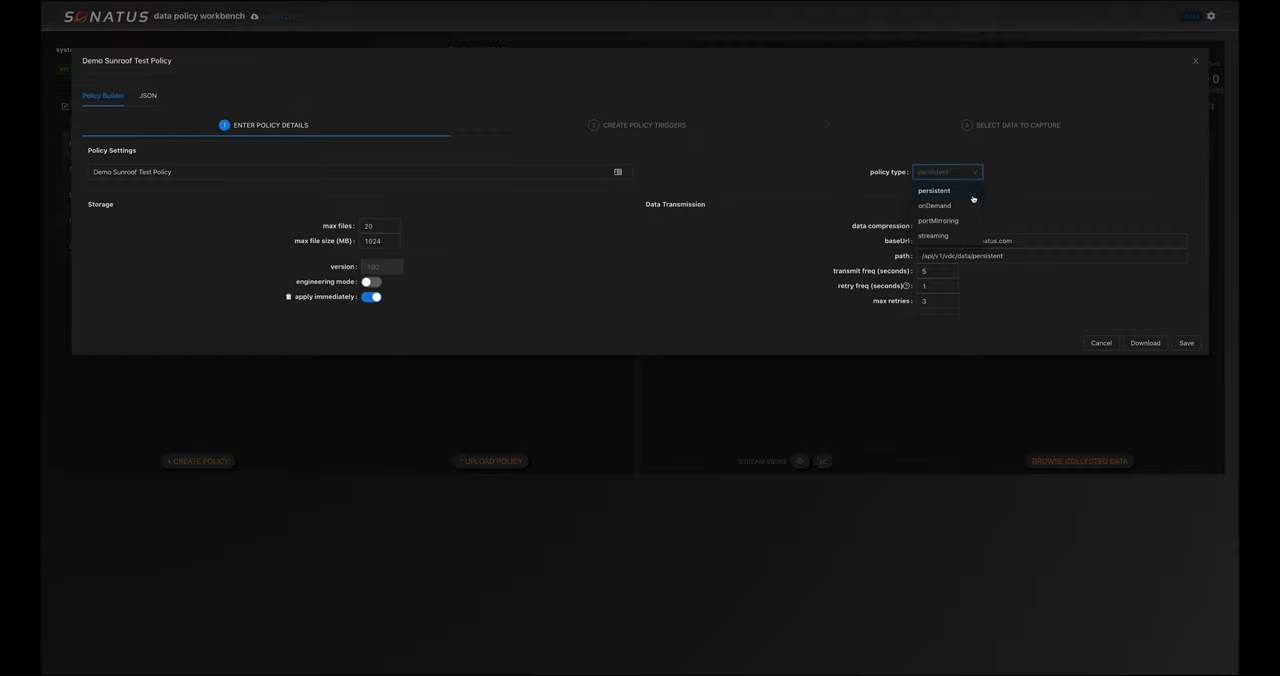 SONATUS data policy workbench
Demo Sunroof Test Policy
X
Policy Builder JSON
1 ENTER POLICY DETAILS
2 CREATE POLICY TRIGGERS
3 SELECT DATA TO CAPTURE
Policy Settings
Demo Sunroof Test Policy
policy type : persistent
persistent
onDemand
portMirroring
streaming
Storage
max files : 20
max file size (MB) : 1024
version : 100
engineering mode :
apply immediately :
Data Transmission
data compression :
baseUrl : atus.com
path : /api/v1/vdc/data/persistent
transmit freq (seconds) : 5
retry freq (seconds) : 1
max retries : 3
Cancel Download Save
+ CREATE POLICY
UPLOAD POLICY
STREAM VIEWS
BROWSE COLLECTED DATA
0